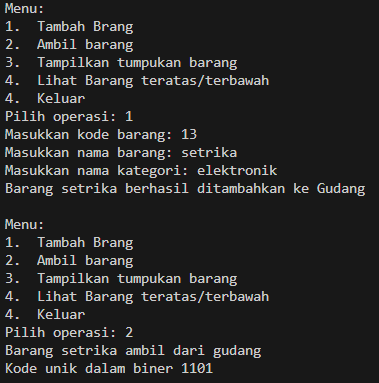 Menu:
1.  Tambah Brang
2.  Ambil barang
3.  Tampilkan tumpukan barang
4.  Lihat Barang teratas/terbawah
4.  Keluar
Pilih operasi: 1
Masukkan kode barang: 13
Masukkan nama barang: setrika
Masukkan nama kategori: elektronik
Barang setrika berhasil ditambahkan ke Gudang

Menu:
1.  Tambah Brang
2.  Ambil barang
3.  Tampilkan tumpukan barang
4.  Lihat Barang teratas/terbawah
4.  Keluar
Pilih operasi: 2
Barang setrika ambil dari gudang
Kode unik dalam biner 1101